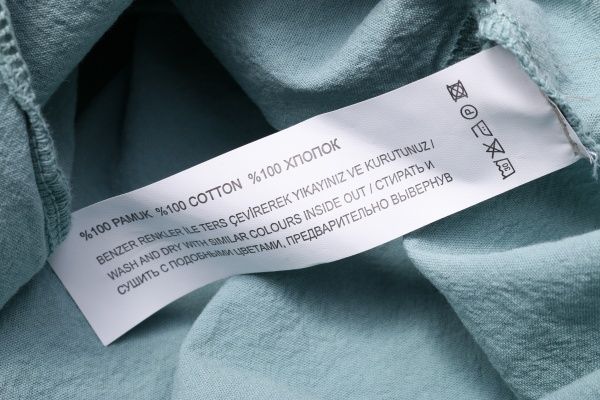 %100 PAMUK %100 COTTON %100 ХЛОПОК
BENZER RENKLER İLE TERS ÇEVİREREK YIKAYINIZ VE KURUTUNUZ /
WASH AND DRY WITH SIMILAR COLOURS INSIDE OUT / СТИРАТЬ И
СУШИТЬ С ПОДОБНЫМИ ЦВЕТАМИ, ПРЕДВАРИТЕЛЬНО ВЫВЕРНУВ
P